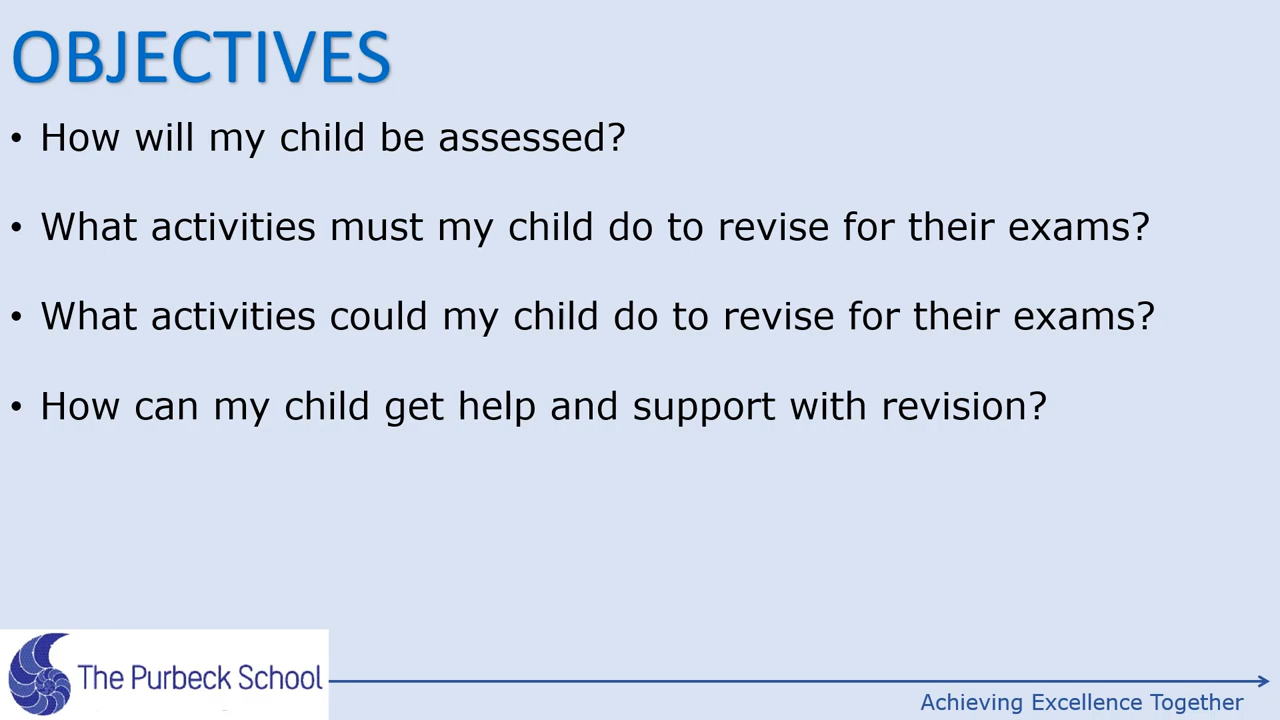 OBJECTIVES
• How will my child be assessed?
• What activities must my child do to revise for their exams?
• What activities could my child do to revise for their exams?
• How can my child get help and support with revision?
The Purbeck School
Achieving Excellence Together